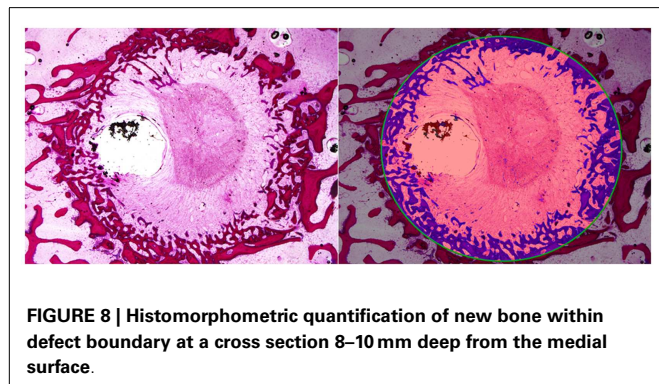 FIGURE 8 | Histomorphometric quantification of new bone within
defect boundary at a cross section 8–10 mm deep from the medial
surface.